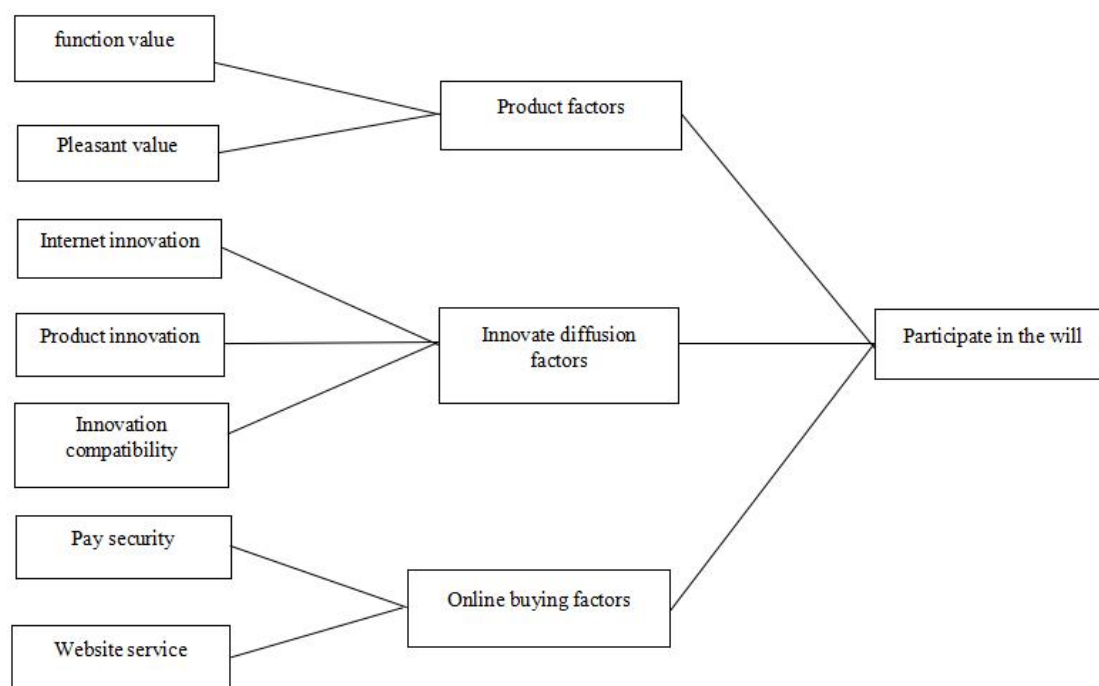 function value
Product factors
Pleasant value
Internet innovation
Product innovation
Innovate diffusion
factors
Participate in the will
Innovation
compatibility
Pay security
Online buying factors
Website service